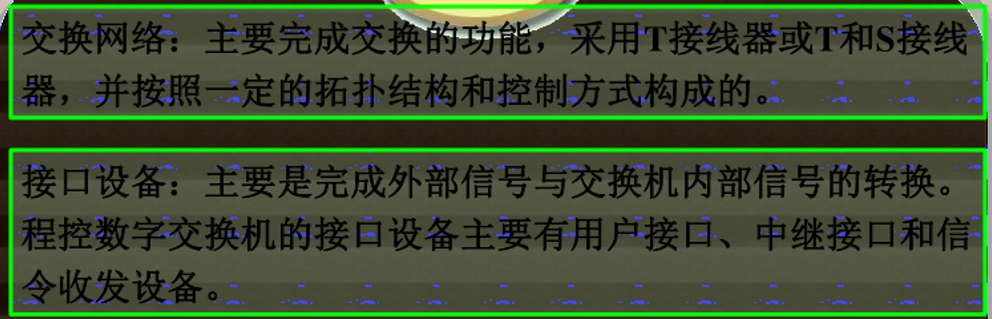 交换网络：主要完成交换的功能，采用T接线器或T和S接线
器，并按照一定的拓扑结构和控制方式构成的。
接口设备：主要是完成外部信号与交换机内部信号的转换。
程控数字交换机的接口设备主要有用户接口、中继接口和信
令收发设备。